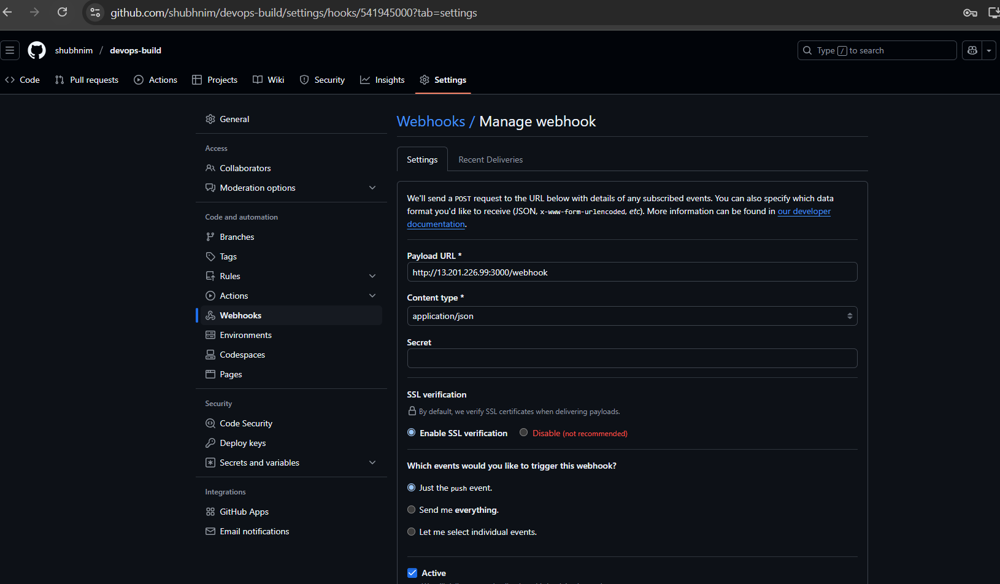 github.com/shubhnim/devops-build/settings/hooks/541945000?tab=settings
shubhnim / devops-build
Type / to search
Code
Pull requests
Actions
Projects
Wiki
Security
Insights
Settings
General
Access
Collaborators
Moderation options
Code and automation
Branches
Tags
Rules
Actions
Webhooks
Environments
Codespaces
Pages
Security
Code Security
Deploy keys
Secrets and variables
Integrations
GitHub Apps
Email notifications
Webhooks / Manage webhook
Settings
Recent Deliveries
We'll send a POST request to the URL below with details of any subscribed events. You can also specify which data
format you'd like to receive (JSON, x-www-form-urlencoded, etc). More information can be found in our developer
documentation.
Payload URL *
http://13.201.226.99:3000/webhook
Content type *
application/json
Secret
SSL verification
By default, we verify SSL certificates when delivering payloads.
Enable SSL verification
Disable (not recommended)
Which events would you like to trigger this webhook?
Just the push event.
Send me everything.
Let me select individual events.
Active